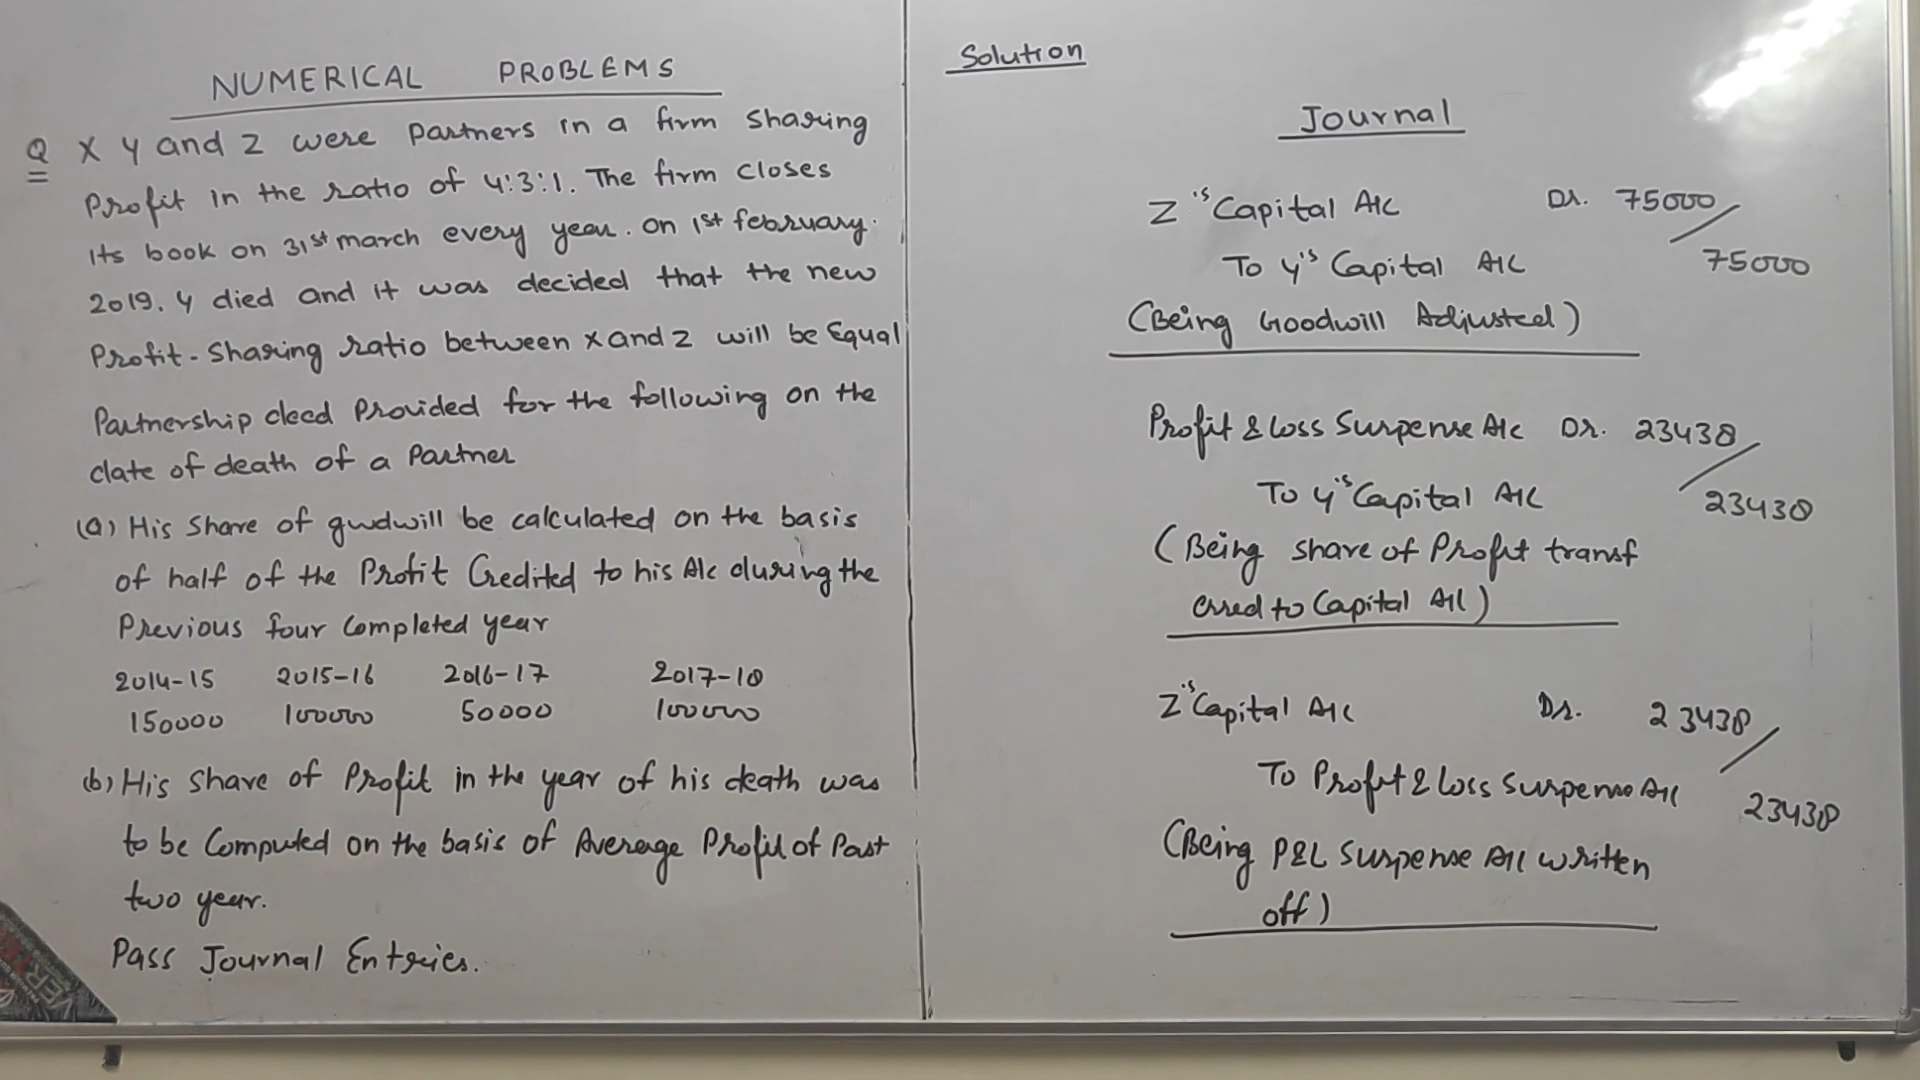 NUMERICAL PROBLEMS
Q X Y and Z were Partners in a firm Sharing
Profit in the ratio of 4:3:1. The firm closes
its book on 31st march every year. on 1st february.
2019. Y died and it was decided that the new
Profit-Sharing ratio between X and Z will be Equal
Partnership deed Provided for the following on the
date of death of a Partner
(a) His Share of goodwill be calculated on the basis
of half of the Profit Credited to his A/c during the
Previous four Completed year
2014-15 2015-16 2016-17 2017-18
150000 100000 50000 100000
(b) His Share of Profit in the year of his death was
to be Computed on the basis of Average Profit of Past
two year.
Pass Journal Entries.
VERT
Solution
Journal
Z's Capital A/c Dr. 75000
To Y's Capital A/c 75000
(Being Goodwill Adjusted)
Profit & Loss Suspense A/c Dr. 23438
To Y's Capital A/c 23438
(Being share of Profit transf
erred to Capital A/c)
Z's Capital A/c Dr. 23438
To Profit & Loss Suspense A/c 23438
(Being P&L Suspense A/c written
off)